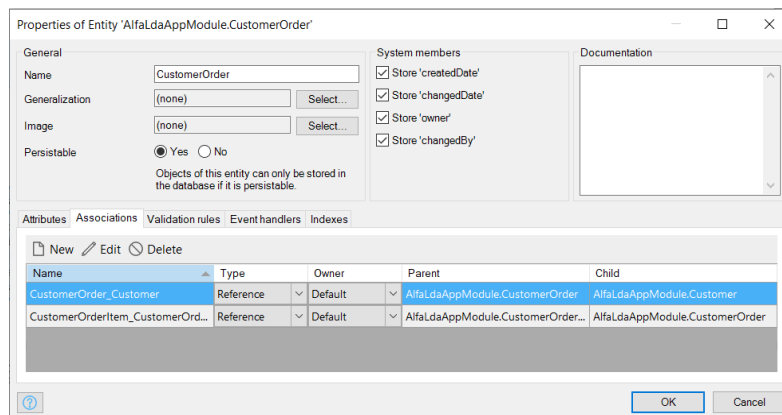 Properties of Entity 'AlfaLdaAppModule.CustomerOrder'
General
Name
CustomerOrder
Generalization
(none)
Select...
Image
(none)
Select...
Persistable
Yes
No
Objects of this entity can only be stored in
the database if it is persistable.
System members
Store 'createdDate'
Store 'changedDate'
Store 'owner'
Store 'changedBy'
Documentation
Attributes Associations Validation rules Event handlers Indexes
New Edit Delete
Name Type Owner Parent Child
CustomerOrder_Customer Reference Default AlfaLdaAppModule.CustomerOrder AlfaLdaAppModule.Customer
CustomerOrderItem_CustomerOrd... Reference Default AlfaLdaAppModule.CustomerOrder... AlfaLdaAppModule.CustomerOrder
? OK Cancel